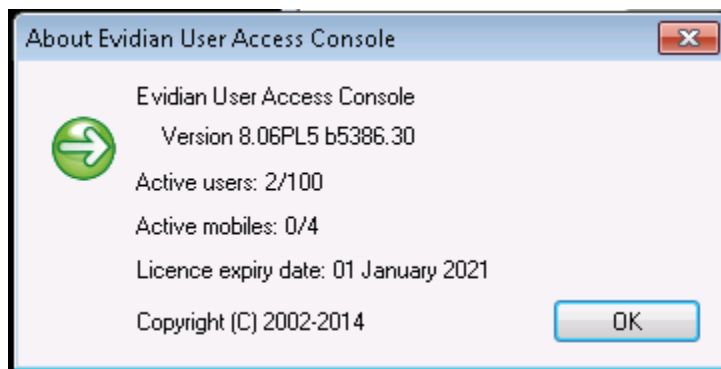 About Evidian User Access Console
Evidian User Access Console
Version 8.06PL5 b5386.30
Active users: 2/100
Active mobiles: 0/4
Licence expiry date: 01 January 2021
Copyright (C) 2002-2014
OK